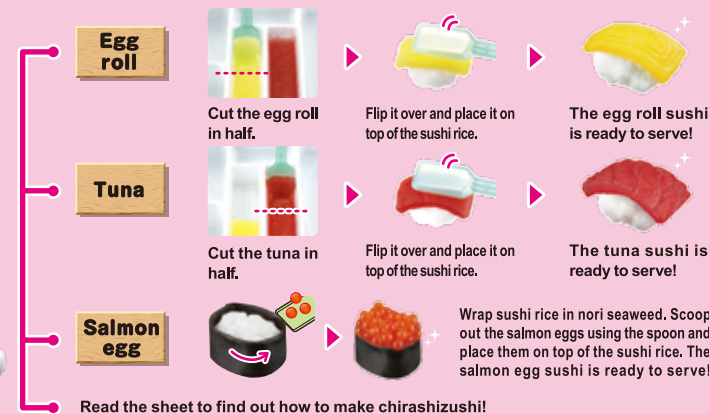 Egg
roll
Cut the egg roll
in half.
Flip it over and place it on
top of the sushi rice.
The egg roll sushi
is ready to serve!
Tuna
Cut the tuna in
half.
Flip it over and place it on
top of the sushi rice.
The tuna sushi is
ready to serve!
Salmon
egg
Wrap sushi rice in nori seaweed. Scoop
out the salmon eggs using the spoon and
place them on top of the sushi rice. The
salmon egg sushi is ready to serve!
Read the sheet to find out how to make chirashizushi!